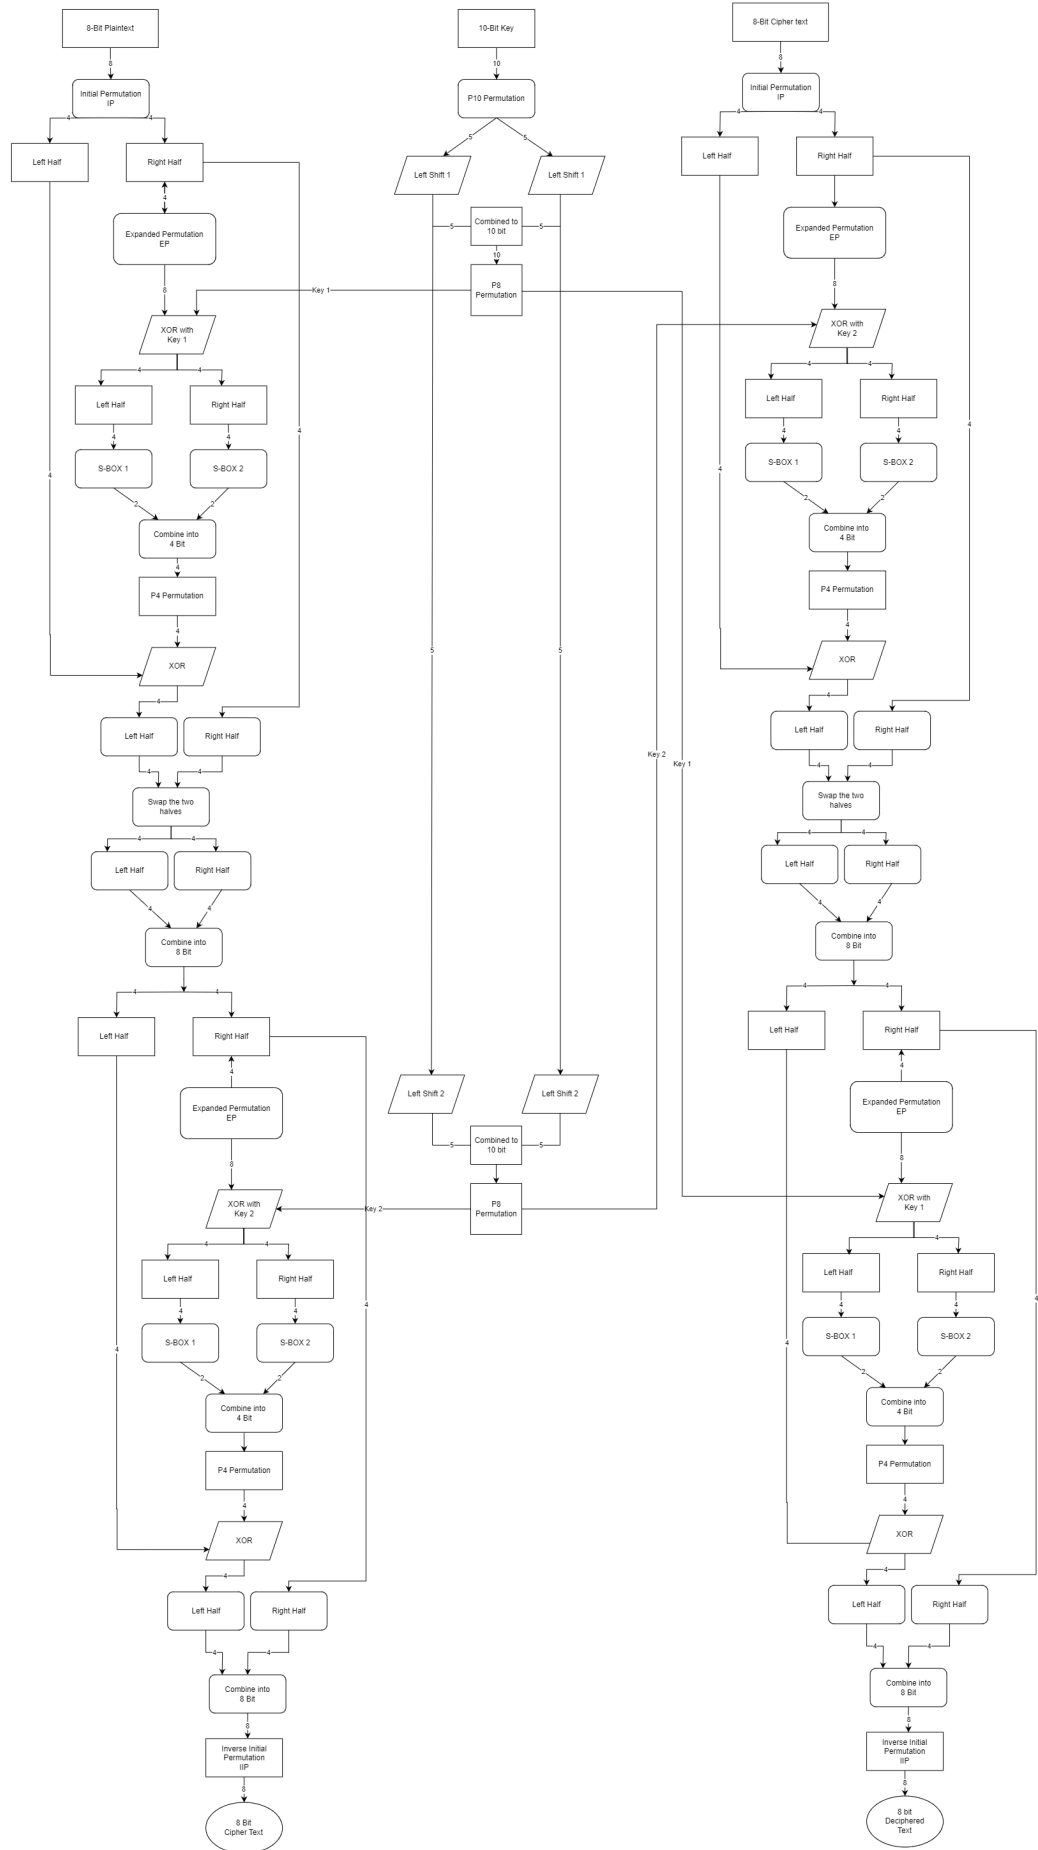 8-Bit Plaintext
8
Initial Permutation
IP
4
4
Left Half
Right Half
4
Expanded Permutation
EP
8
XOR with
Key 1
4
4
Left Half
Right Half
4
4
4
4
S-BOX 1
S-BOX 2
2
2
Combine into
4 Bit
4
P4 Permutation
4
XOR
4
Left Half
Right Half
4
4
Swap the two
halves
4
4
Left Half
Right Half
4
4
Combine into
8 Bit
4
4
Left Half
Right Half
4
Expanded Permutation
EP
8
XOR with
Key 2
4
4
Left Half
Right Half
4
4
4
4
S-BOX 1
S-BOX 2
2
2
Combine into
4 Bit
P4 Permutation
4
XOR
4
Left Half
Right Half
4
4
Combine into
8 Bit
8
Inverse Initial
Permutation
IIP
8
8 Bit
Cipher Text
10-Bit Key
10
P10 Permutation
5
5
Left Shift 1
Left Shift 1
5
Combined to
10 bit
5
10
P8
Permutation
Key 1
5
5
Key 2
Key 1
Left Shift 2
Left Shift 2
5
Combined to
10 bit
5
P8
Permutation
Key 2
8-Bit Cipher text
8
Initial Permutation
IP
4
4
Left Half
Right Half
Expanded Permutation
EP
8
XOR with
Key 2
4
4
Left Half
Right Half
4
4
4
4
S-BOX 1
S-BOX 2
2
2
Combine into
4 Bit
P4 Permutation
4
XOR
4
Left Half
Right Half
4
4
Swap the two
halves
4
4
Left Half
Right Half
4
4
Combine into
8 Bit
4
4
Left Half
Right Half
4
Expanded Permutation
EP
8
XOR with
Key 1
4
4
Left Half
Right Half
4
4
4
4
S-BOX 1
S-BOX 2
2
2
Combine into
4 Bit
P4 Permutation
4
XOR
4
Left Half
Right Half
4
4
Combine into
8 Bit
8
Inverse Initial
Permutation
IIP
8
8 bit
Deciphered
Text